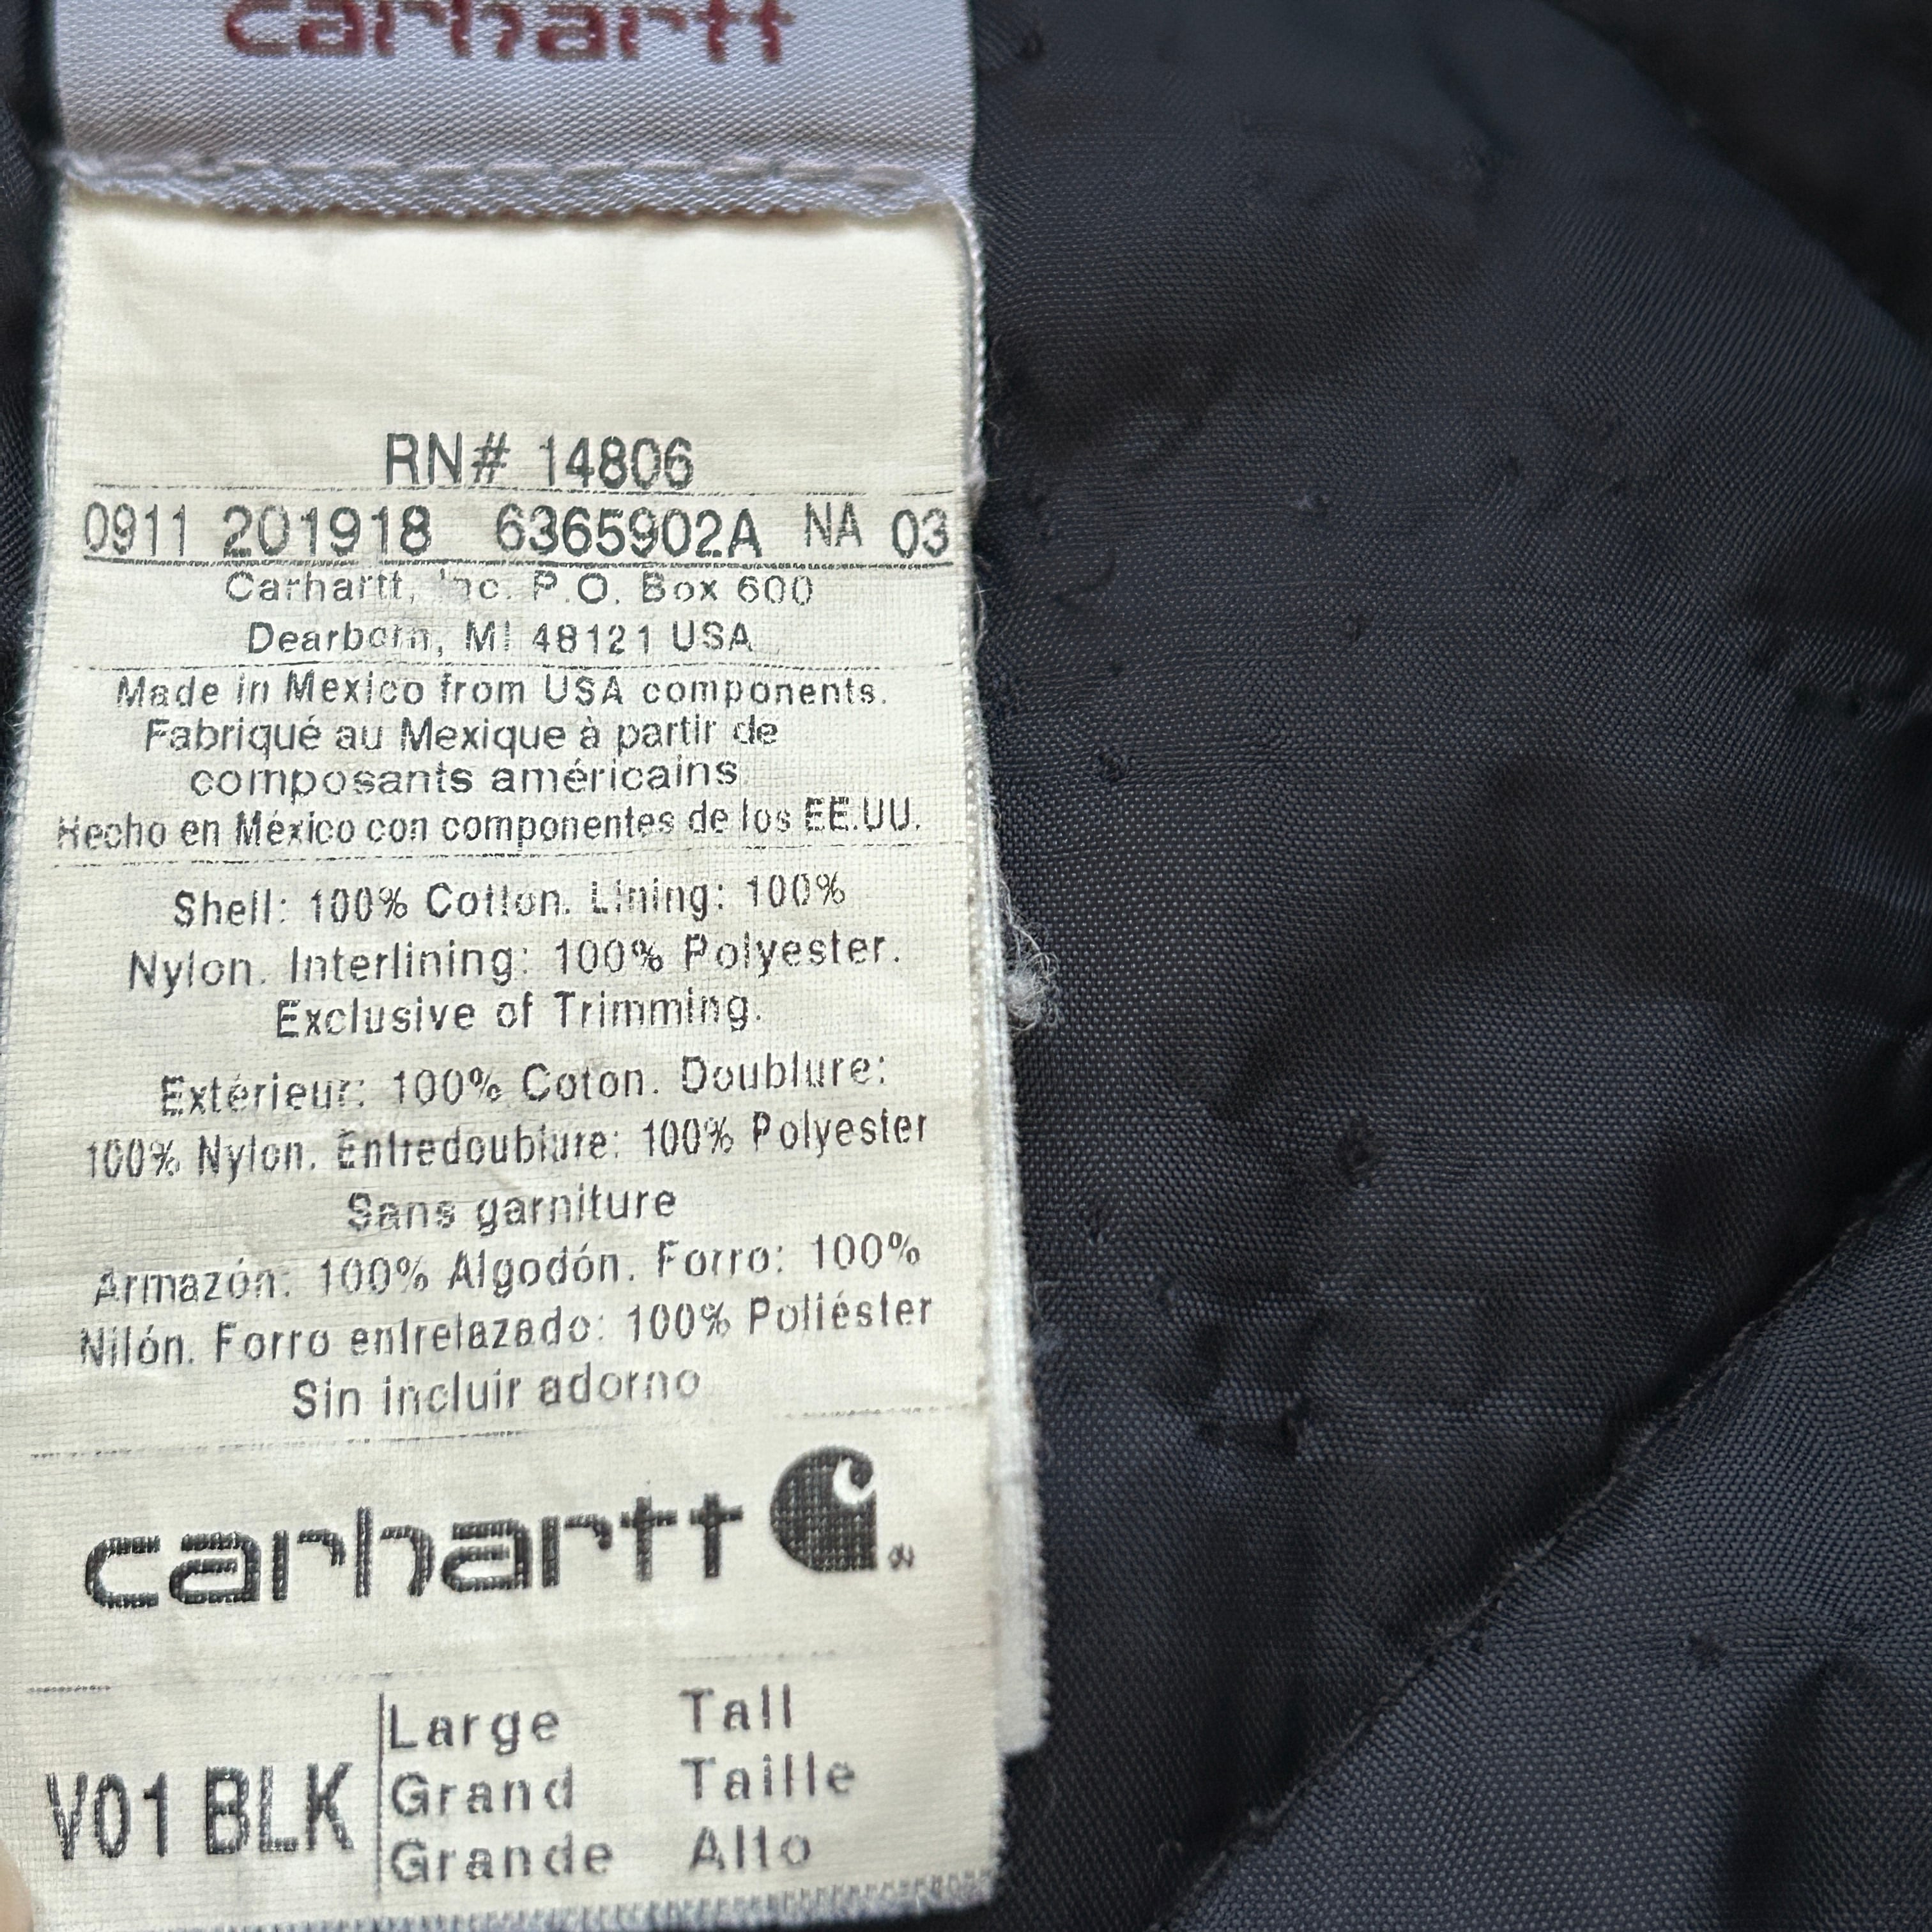 carhartt
RN# 14806
0911 201918 6365902A NA 03
Carhartt, Inc. P.O. Box 600
Dearborn, MI 48121 USA
Made in Mexico from USA components.
Fabriqué au Mexique à partir de
composants américains
Hecho en México con componentes de los EE.UU.
Shell: 100% Cotton. Lining: 100%
Nylon. Interlining: 100% Polyester.
Exclusive of Trimming.
Extérieur: 100% Coton. Doublure:
100% Nylon. Entredoublure: 100% Polyester
Sans garniture
Armazón: 100% Algodón. Forro: 100%
Nilón. Forro entrelazado: 100% Poliéster
Sin incluir adorno
carhartt
V01 BLK
Large Tall
Grand Taille
Grande Alto